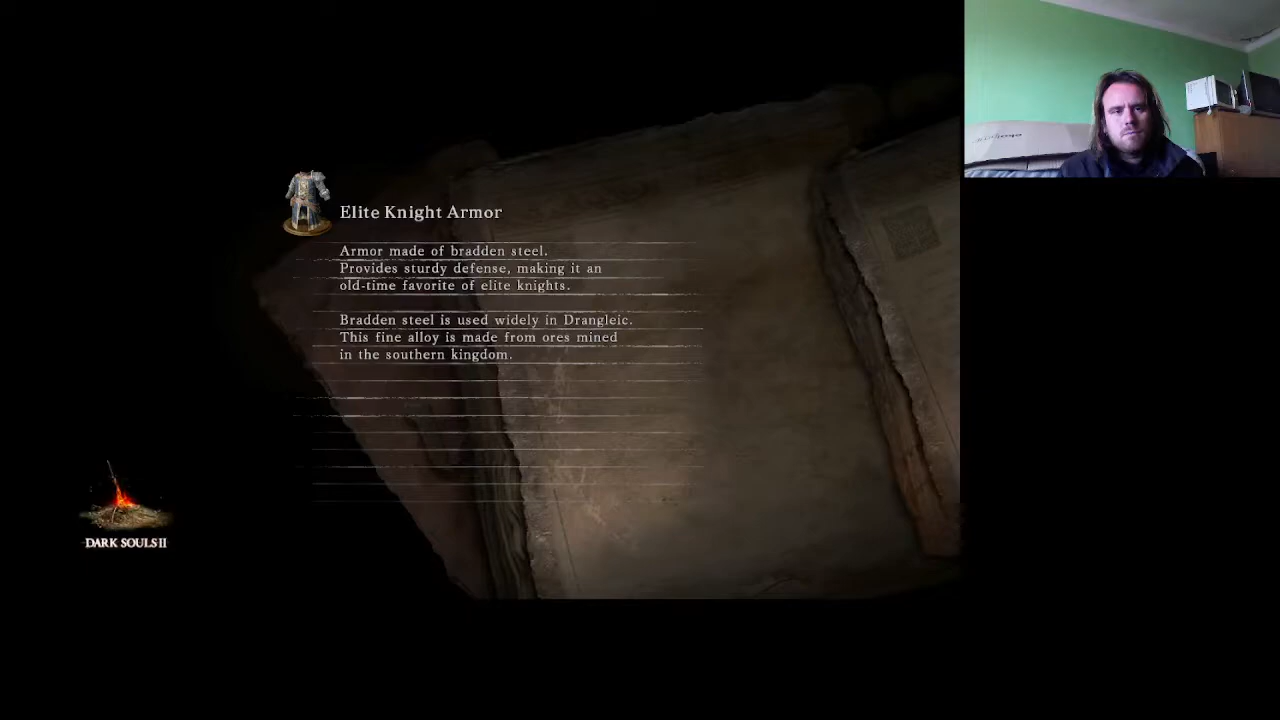 Elite Knight Armor
Armor made of bradden steel.
Provides sturdy defense, making it an
old-time favorite of elite knights.
Bradden steel is used widely in Drangleic.
This fine alloy is made from ores mined
in the southern kingdom.
DARK SOULS II